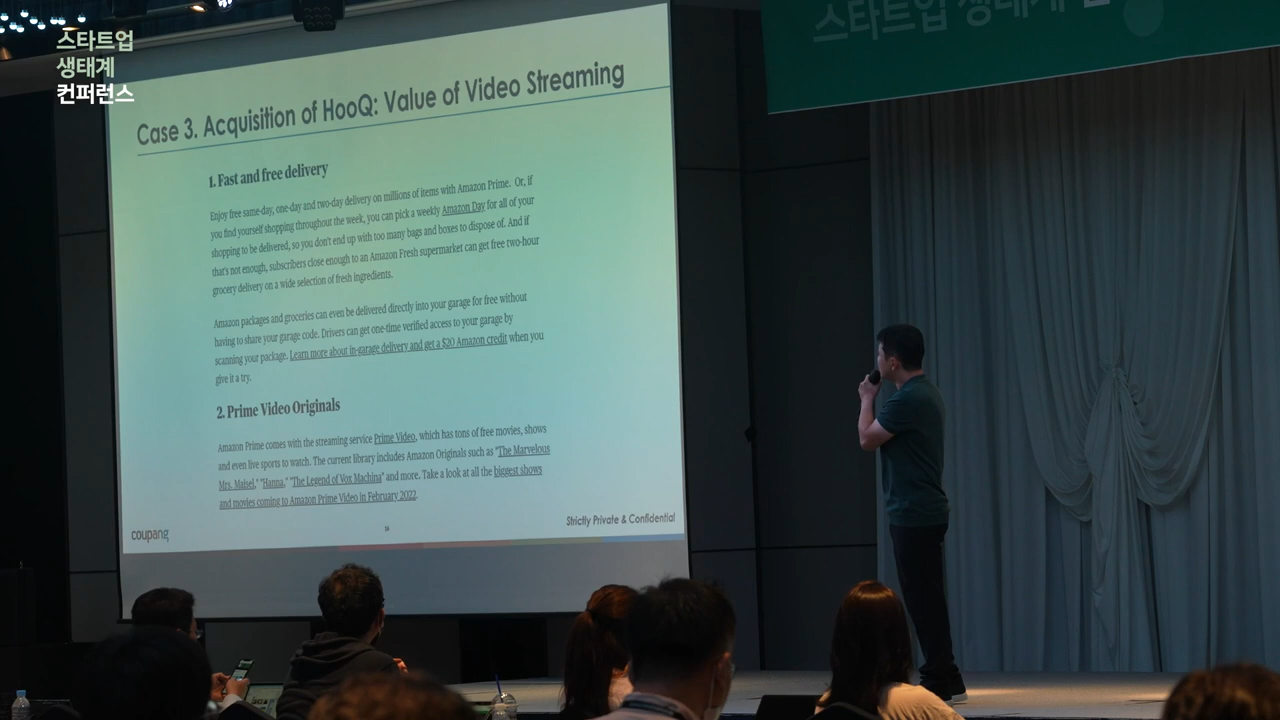 스타트업
생태계
컨퍼런스
스타트업 생태계
Case 3. Acquisition of HooQ: Value of Video Streaming
1. Fast and free delivery
Enjoy free same-day, one-day and two-day delivery on millions of items with Amazon Prime. Or, if
you find yourself shopping throughout the week, you can pick a weekly Amazon Day for all of your
shopping to be delivered, so you don't end up with too many bags and boxes to dispose of. And if
that's not enough, subscribers close enough to an Amazon Fresh supermarket can get free two-hour
grocery delivery on a wide selection of fresh ingredients.
Amazon packages and groceries can even be delivered directly into your garage for free without
having to share your garage code. Drivers can get one-time verified access to your garage by
scanning your package. Learn more about in-garage delivery and get a $20 Amazon credit when you
give it a try.
2. Prime Video Originals
Amazon Prime comes with the streaming service Prime Video, which has tons of free movies, shows
and even live sports to watch. The current library includes Amazon Originals such as "The Marvelous
Mrs. Maisel," "Hanna," "The Legend of Vox Machina" and more. Take a look at all the biggest shows
and movies coming to Amazon Prime Video in February 2022.
coupang
Strictly Private & Confidential